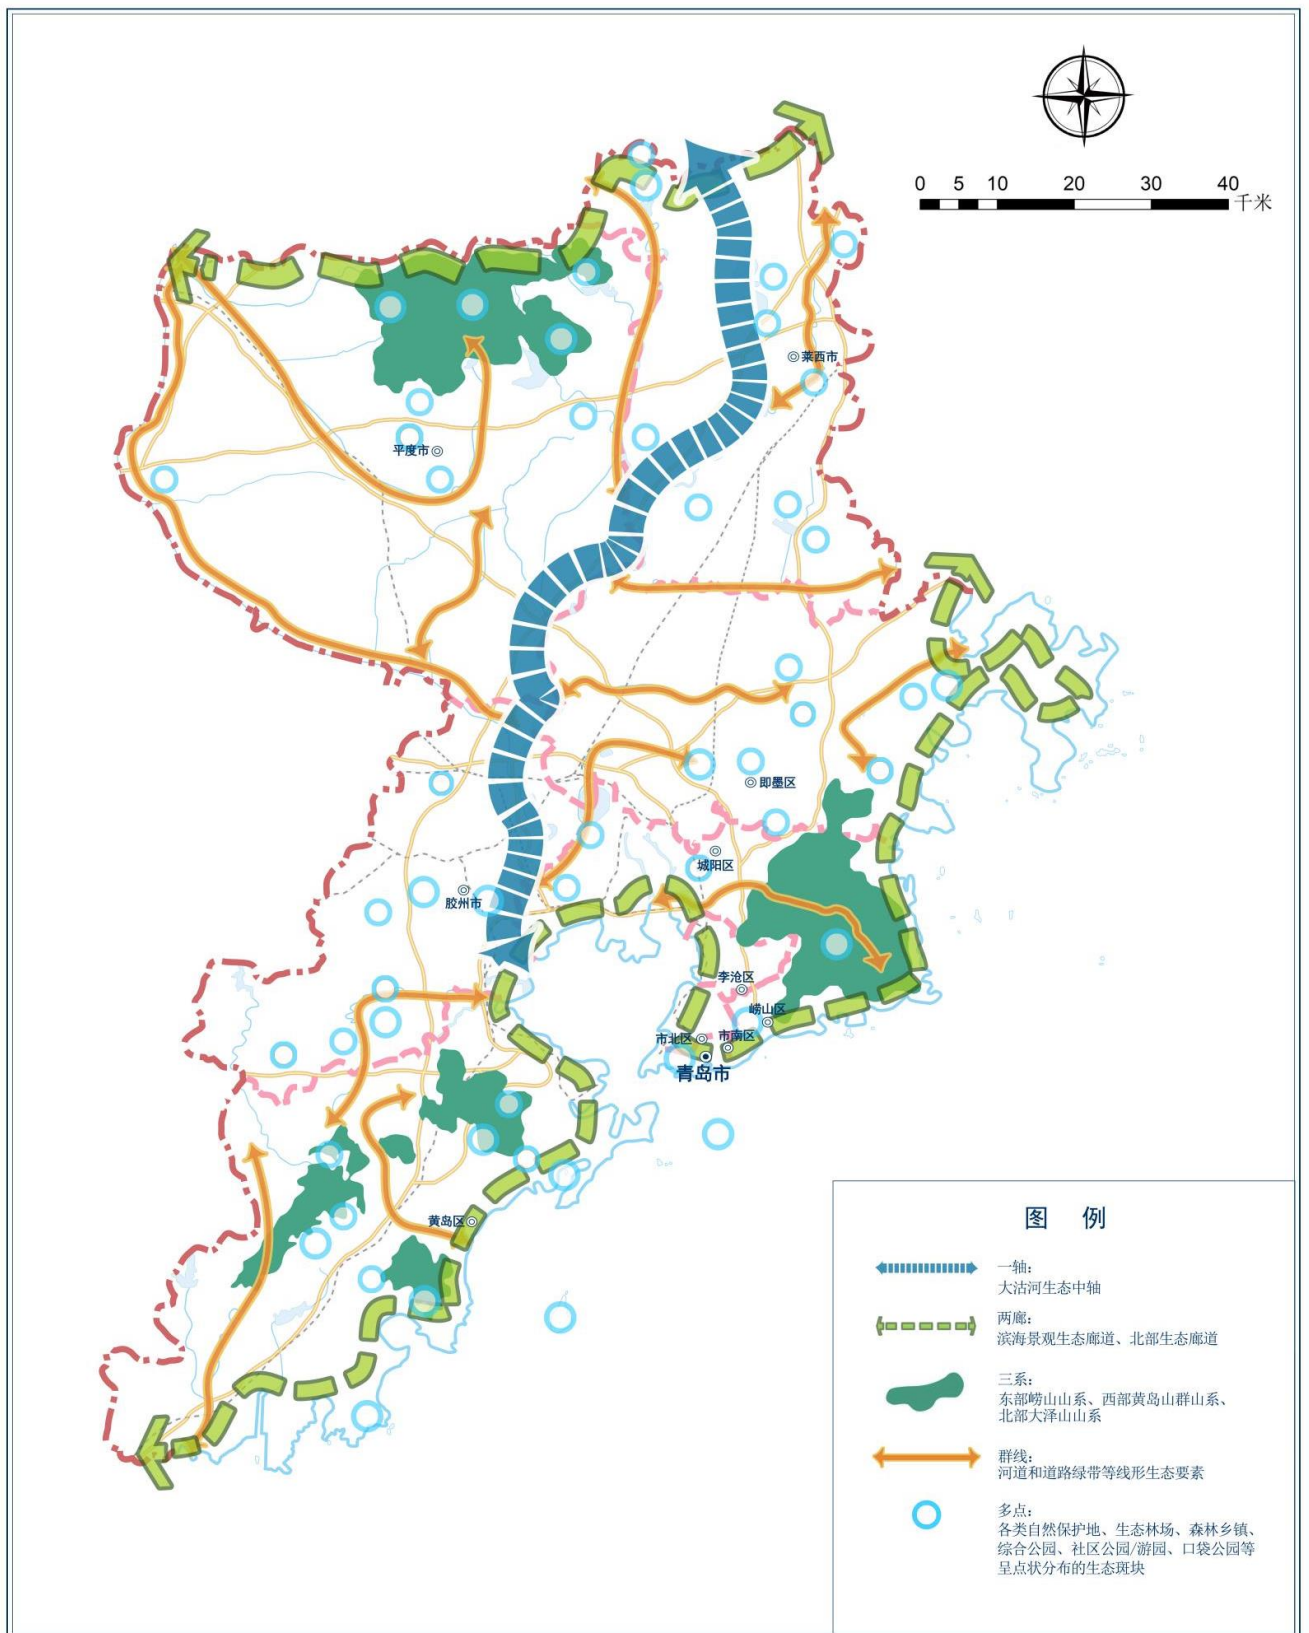 0 5 10 20 30 40
千米
莱西市
平度市
即墨区
城阳区
胶州市
李沧区
崂山区
市北区
市南区
青岛市
黄岛区
图 例
一轴：
大沽河生态中轴
两廊：
滨海景观生态廊道、北部生态廊道
三系：
东部崂山山系、西部黄岛山群山系、
北部大泽山山系
群线：
河道和道路绿带等线形生态要素
多点：
各类自然保护地、生态林场、森林乡镇、
综合公园、社区公园/游园、口袋公园等
呈点状分布的生态斑块